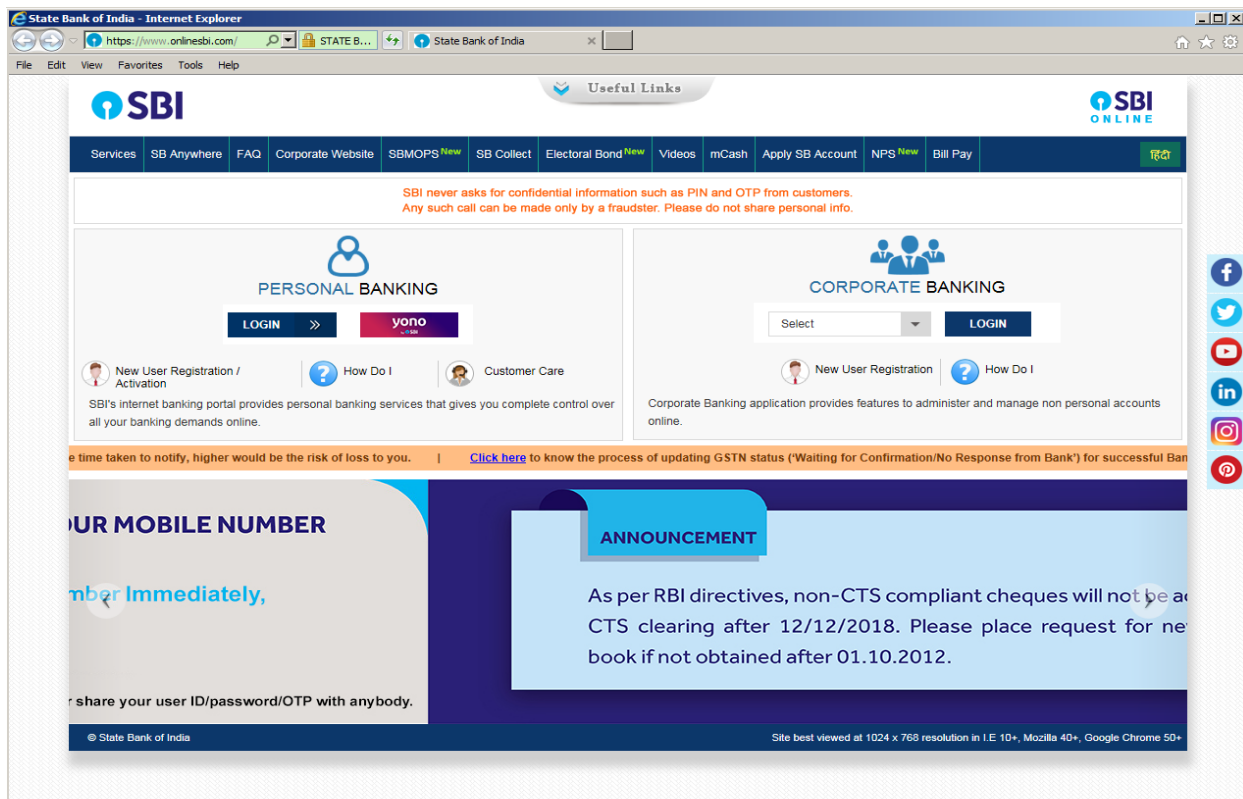 State Bank of India - Internet Explorer
https://www.onlinesbi.com/ STATE B... State Bank of India
File Edit View Favorites Tools Help
SBI
Useful Links
SBI
ONLINE
Services SB Anywhere FAQ Corporate Website SBMOPS New SB Collect Electoral Bond New Videos mCash Apply SB Account NPS New Bill Pay हिंदी
SBI never asks for confidential information such as PIN and OTP from customers.
Any such call can be made only by a fraudster. Please do not share personal info.
PERSONAL BANKING
LOGIN
yono
BY SBI
New User Registration /
Activation
How Do I
Customer Care
SBI's internet banking portal provides personal banking services that gives you complete control over
all your banking demands online.
CORPORATE BANKING
Select
LOGIN
New User Registration
How Do I
Corporate Banking application provides features to administer and manage non personal accounts
online.
e time taken to notify, higher would be the risk of loss to you. | Click here to know the process of updating GSTN status ('Waiting for Confirmation/No Response from Bank') for successful Ban
OUR MOBILE NUMBER
mber Immediately,
r share your user ID/password/OTP with anybody.
ANNOUNCEMENT
As per RBI directives, non-CTS compliant cheques will not be ac
CTS clearing after 12/12/2018. Please place request for ne
book if not obtained after 01.10.2012.
© State Bank of India
Site best viewed at 1024 x 768 resolution in I.E 10+, Mozilla 40+, Google Chrome 50+